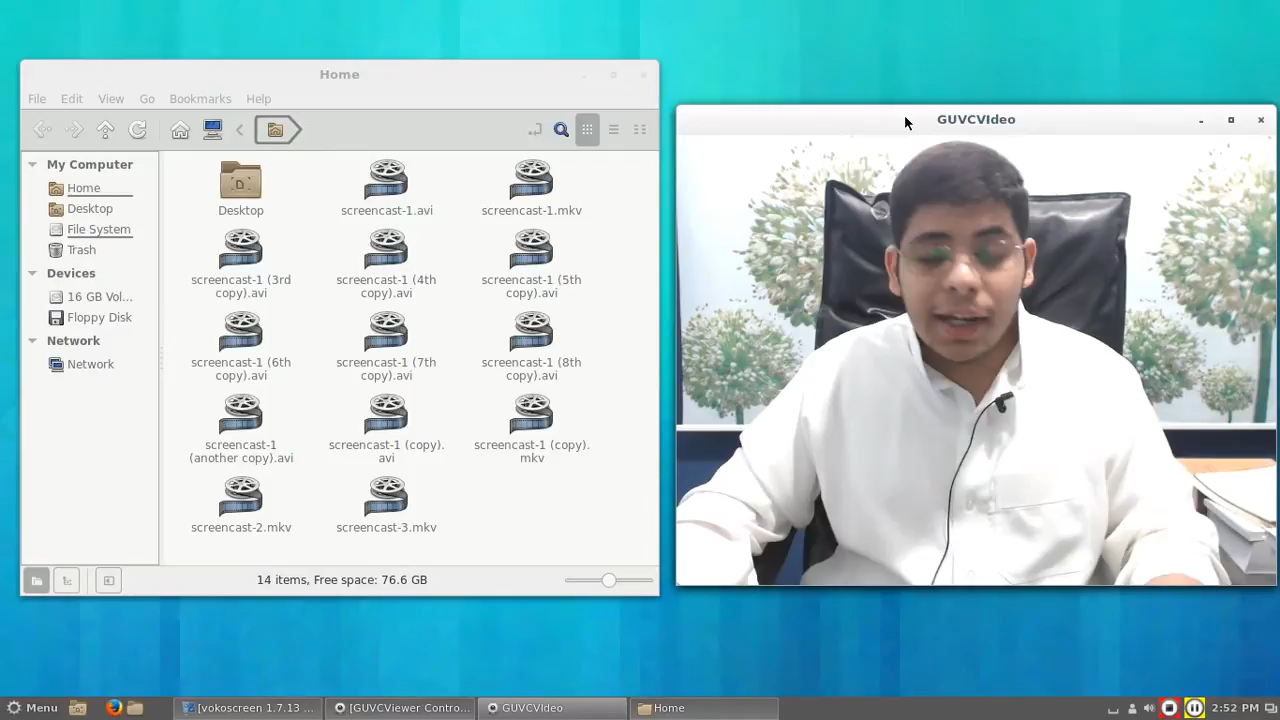 Home
File Edit View Go Bookmarks Help
My Computer
Home
Desktop
File System
Trash
Devices
16 GB Vol...
Floppy Disk
Network
Network
Desktop
screencast-1.avi
screencast-1.mkv
screencast-1 (3rd
copy).avi
screencast-1 (4th
copy).avi
screencast-1 (5th
copy).avi
screencast-1 (6th
copy).avi
screencast-1 (7th
copy).avi
screencast-1 (8th
copy).avi
screencast-1
(another copy).avi
screencast-1 (copy).
avi
screencast-1 (copy).
mkv
screencast-2.mkv
screencast-3.mkv
14 items, Free space: 76.6 GB
GUVCVIdeo
Menu
[vokoscreen 1.7.13 ...
[GUVCViewer Contro...
GUVCVIdeo
Home
2:52 PM